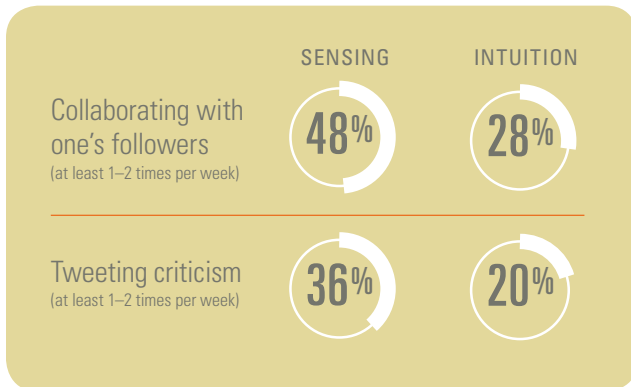 SENSING INTUITION
Collaborating with
one’s followers
(at least 1–2 times per week)
48% 28%
Tweeting criticism
(at least 1–2 times per week)
36% 20%